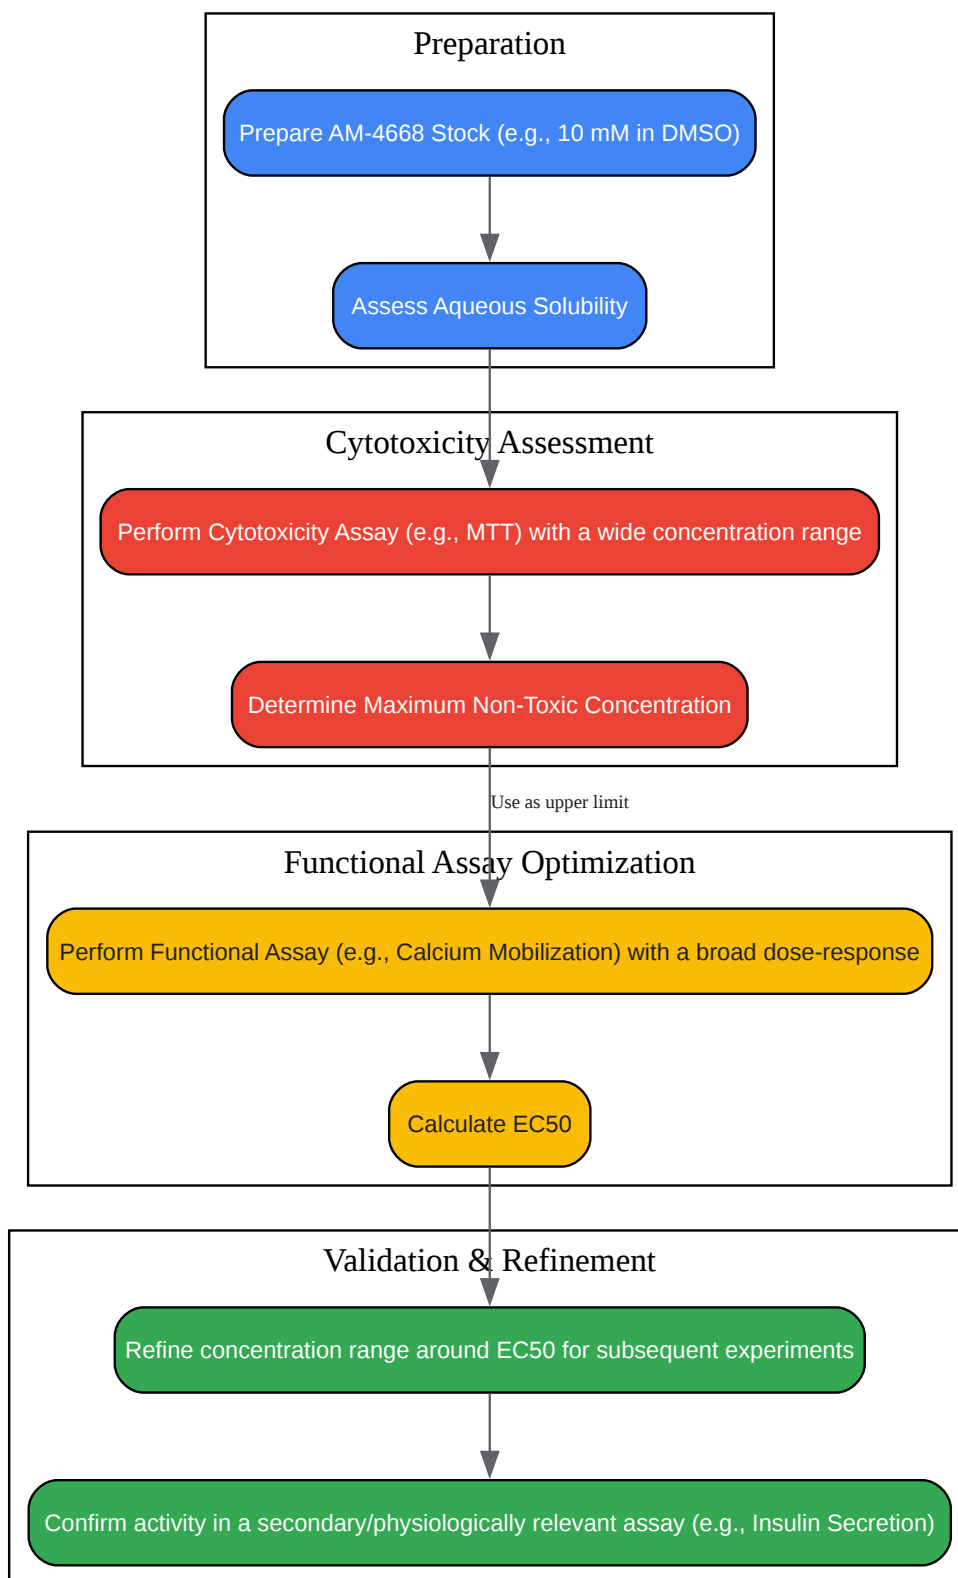 Preparation
Prepare AM-4668 Stock (e.g., 10 mM in DMSO)
Assess Aqueous Solubility
Cytotoxicity Assessment
Perform Cytotoxicity Assay (e.g., MTT) with a wide concentration range
Determine Maximum Non-Toxic Concentration
Use as upper limit
Functional Assay Optimization
Perform Functional Assay (e.g., Calcium Mobilization) with a broad dose-response
Calculate EC50
Validation & Refinement
Refine concentration range around EC50 for subsequent experiments
Confirm activity in a secondary/physiologically relevant assay (e.g., Insulin Secretion)